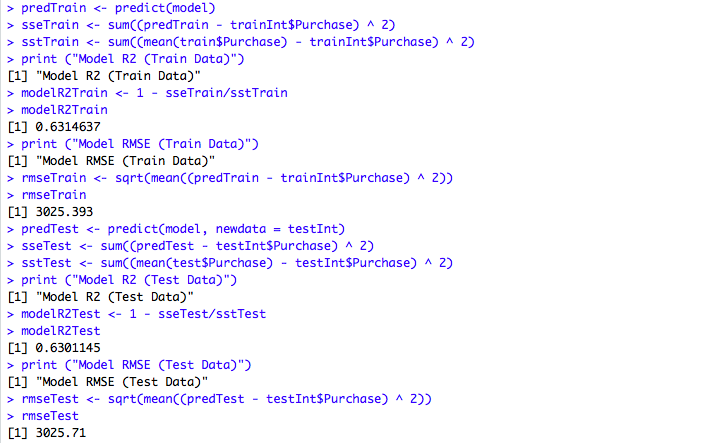 > predTrain <- predict(model)
> sseTrain <- sum((predTrain - trainInt$Purchase) ^ 2)
> sstTrain <- sum((mean(train$Purchase) - trainInt$Purchase) ^ 2)
> print ("Model R2 (Train Data)")
[1] "Model R2 (Train Data)"
> modelR2Train <- 1 - sseTrain/sstTrain
> modelR2Train
[1] 0.6314637
> print ("Model RMSE (Train Data)")
[1] "Model RMSE (Train Data)"
> rmseTrain <- sqrt(mean((predTrain - trainInt$Purchase) ^ 2))
> rmseTrain
[1] 3025.393
> predTest <- predict(model, newdata = testInt)
> sseTest <- sum((predTest - testInt$Purchase) ^ 2)
> sstTest <- sum((mean(test$Purchase) - testInt$Purchase) ^ 2)
> print ("Model R2 (Test Data)")
[1] "Model R2 (Test Data)"
> modelR2Test <- 1 - sseTest/sstTest
> modelR2Test
[1] 0.6301145
> print ("Model RMSE (Test Data)")
[1] "Model RMSE (Test Data)"
> rmseTest <- sqrt(mean((predTest - testInt$Purchase) ^ 2))
> rmseTest
[1] 3025.71